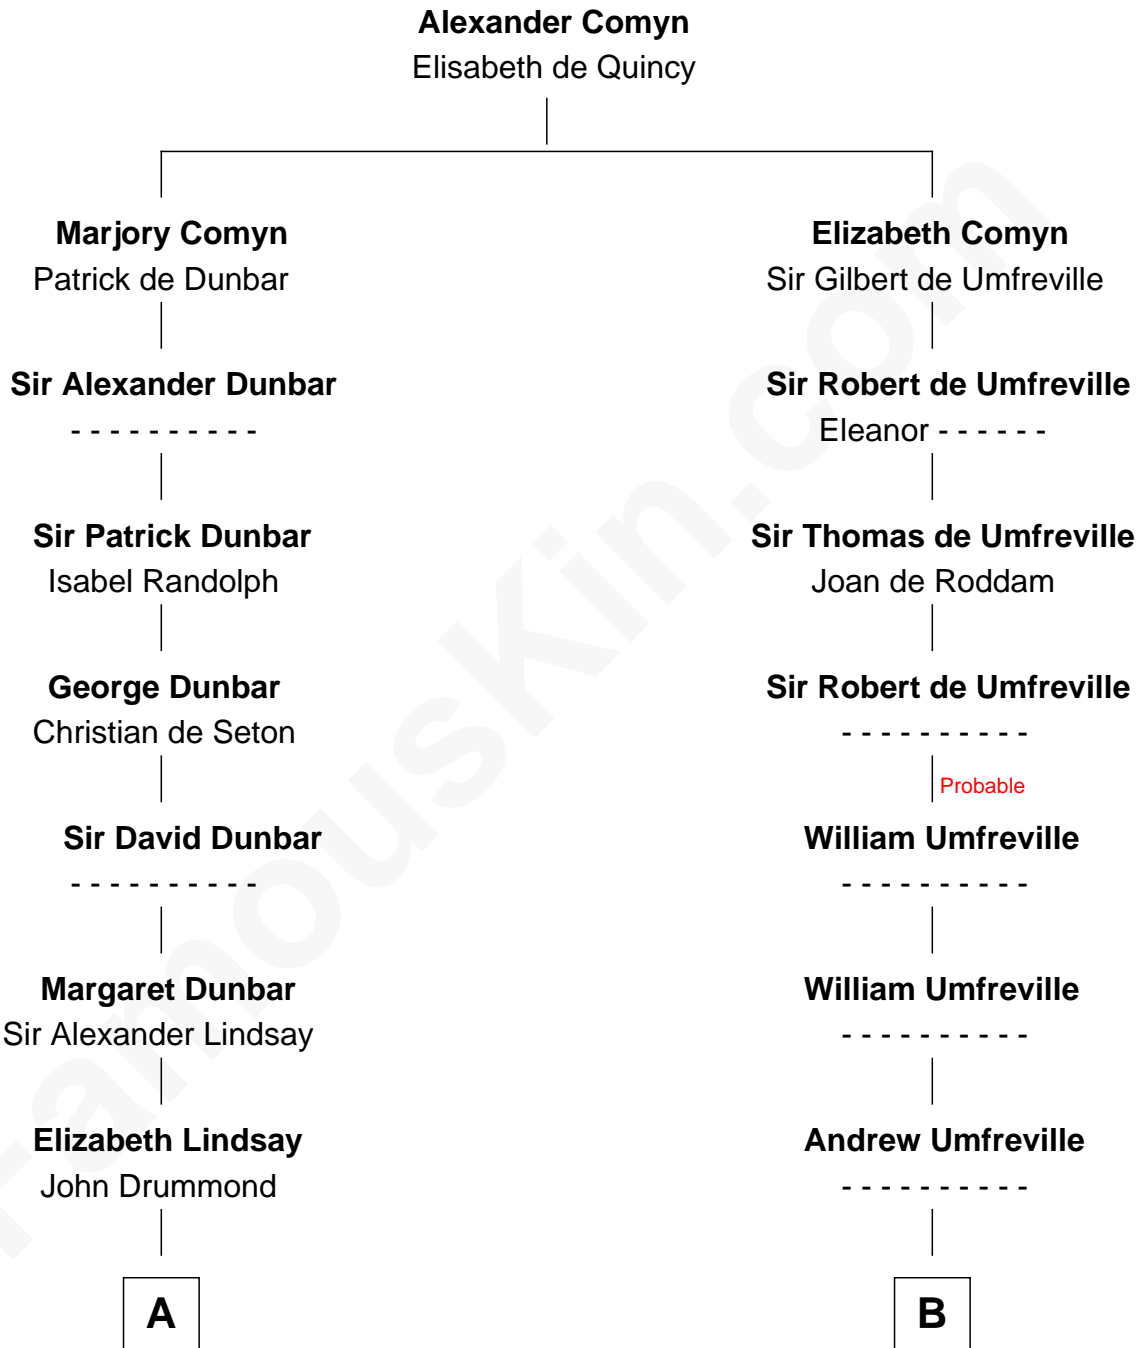 Alexander Comyn
Elisabeth de Quincy
Marjory Comyn
Patrick de Dunbar
Elizabeth Comyn
Sir Gilbert de Umfreville
Sir Alexander Dunbar
- - - - - - - - - -
Sir Robert de Umfreville
Eleanor - - - - - -
Sir Patrick Dunbar
Isabel Randolph
Sir Thomas de Umfreville
Joan de Roddam
George Dunbar
Christian de Seton
Sir Robert de Umfreville
- - - - - - - - - -
Probable
Sir David Dunbar
- - - - - - - - - -
William Umfreville
- - - - - - - - - -
Margaret Dunbar
Sir Alexander Lindsay
William Umfreville
- - - - - - - - - -
Elizabeth Lindsay
John Drummond
Andrew Umfreville
- - - - - - - - - -
A
B
FamousKin.com